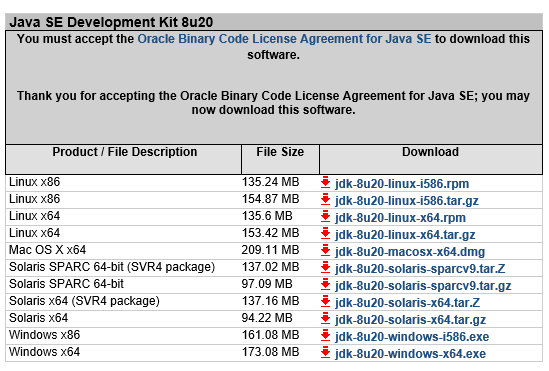 Java SE Development Kit 8u20
You must accept the Oracle Binary Code License Agreement for Java SE to download this
software.
Thank you for accepting the Oracle Binary Code License Agreement for Java SE; you may
now download this software.
Product / File Description File Size Download
Linux x86 135.24 MB jdk-8u20-linux-i586.rpm
Linux x86 154.87 MB jdk-8u20-linux-i586.tar.gz
Linux x64 135.6 MB jdk-8u20-linux-x64.rpm
Linux x64 153.42 MB jdk-8u20-linux-x64.tar.gz
Mac OS X x64 209.11 MB jdk-8u20-macosx-x64.dmg
Solaris SPARC 64-bit (SVR4 package) 137.02 MB jdk-8u20-solaris-sparcv9.tar.Z
Solaris SPARC 64-bit 97.09 MB jdk-8u20-solaris-sparcv9.tar.gz
Solaris x64 (SVR4 package) 137.16 MB jdk-8u20-solaris-x64.tar.Z
Solaris x64 94.22 MB jdk-8u20-solaris-x64.tar.gz
Windows x86 161.08 MB jdk-8u20-windows-i586.exe
Windows x64 173.08 MB jdk-8u20-windows-x64.exe